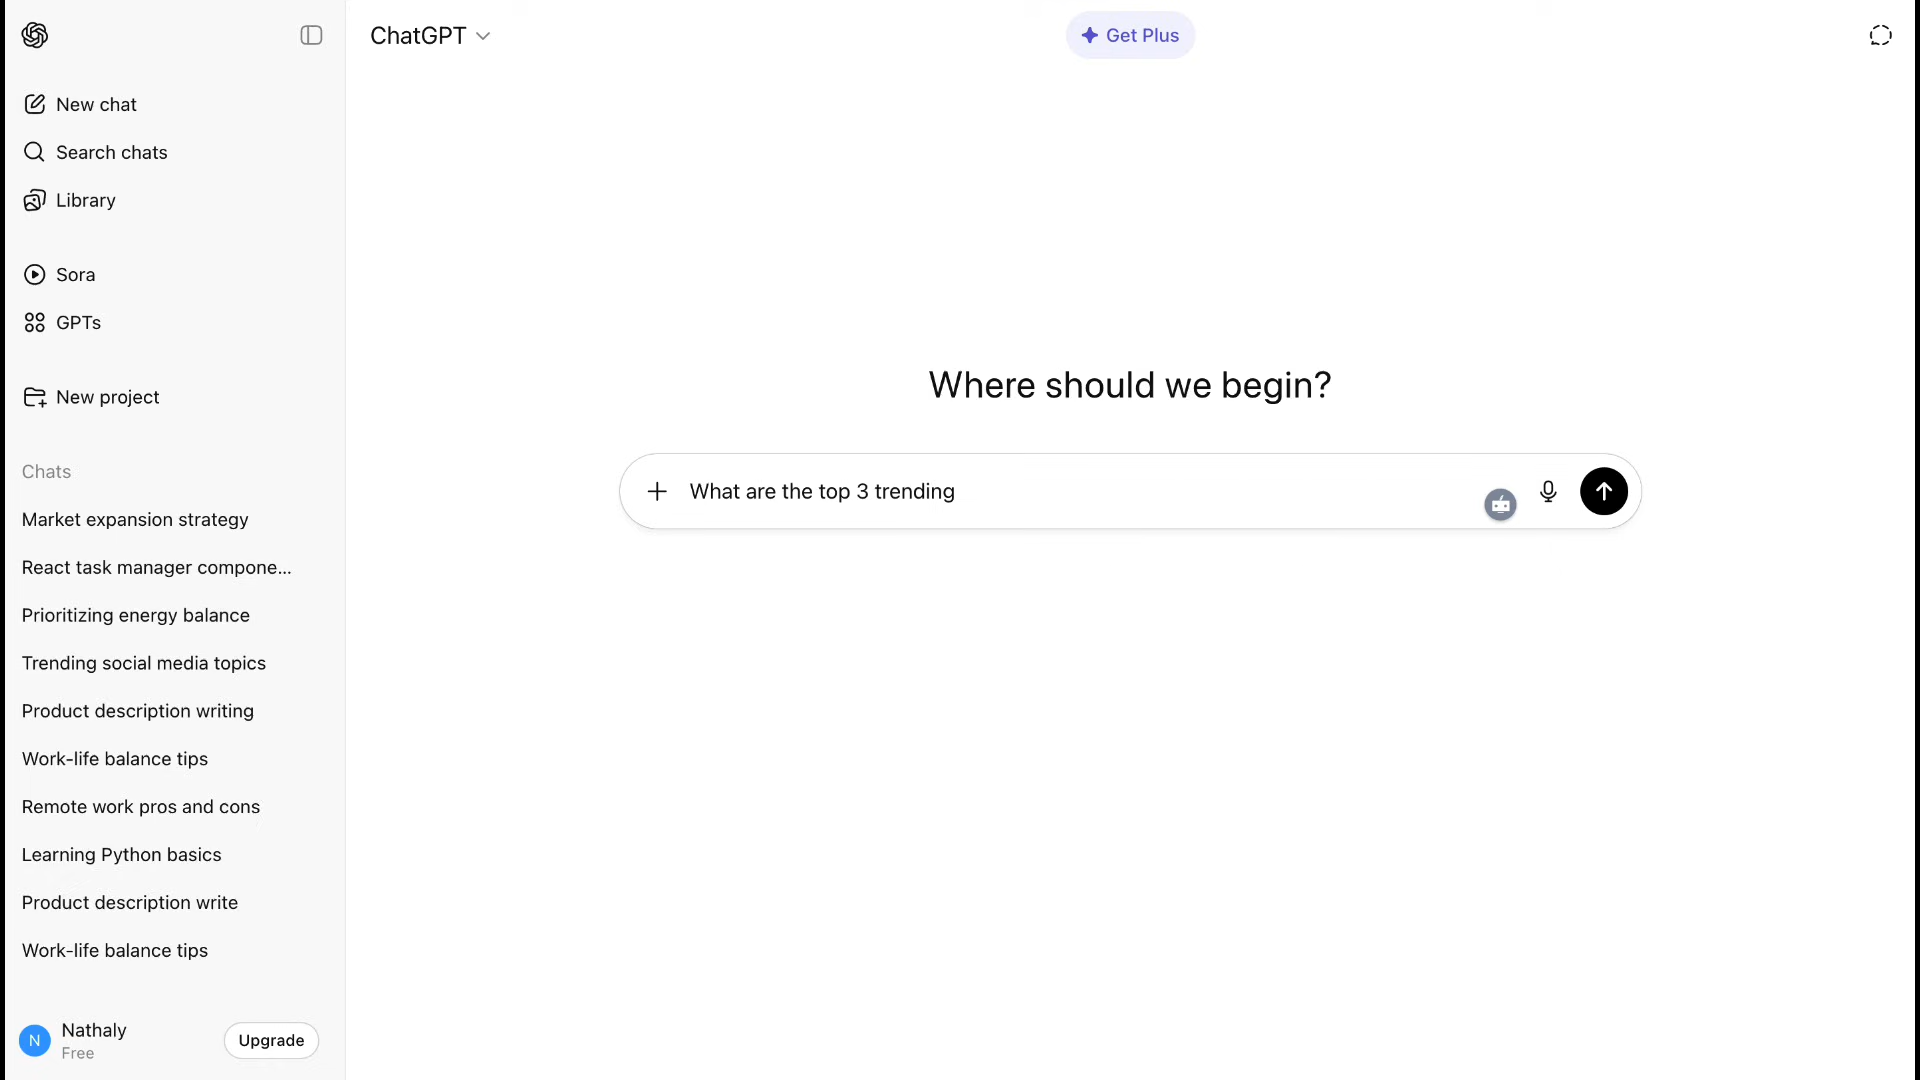 New chat
Search chats
Library
Sora
GPTs
New project
Chats
Market expansion strategy
React task manager compone...
Prioritizing energy balance
Trending social media topics
Product description writing
Work-life balance tips
Remote work pros and cons
Learning Python basics
Product description write
Work-life balance tips
N
Nathaly
Free
Upgrade
ChatGPT
Get Plus
Where should we begin?
What are the top 3 trending